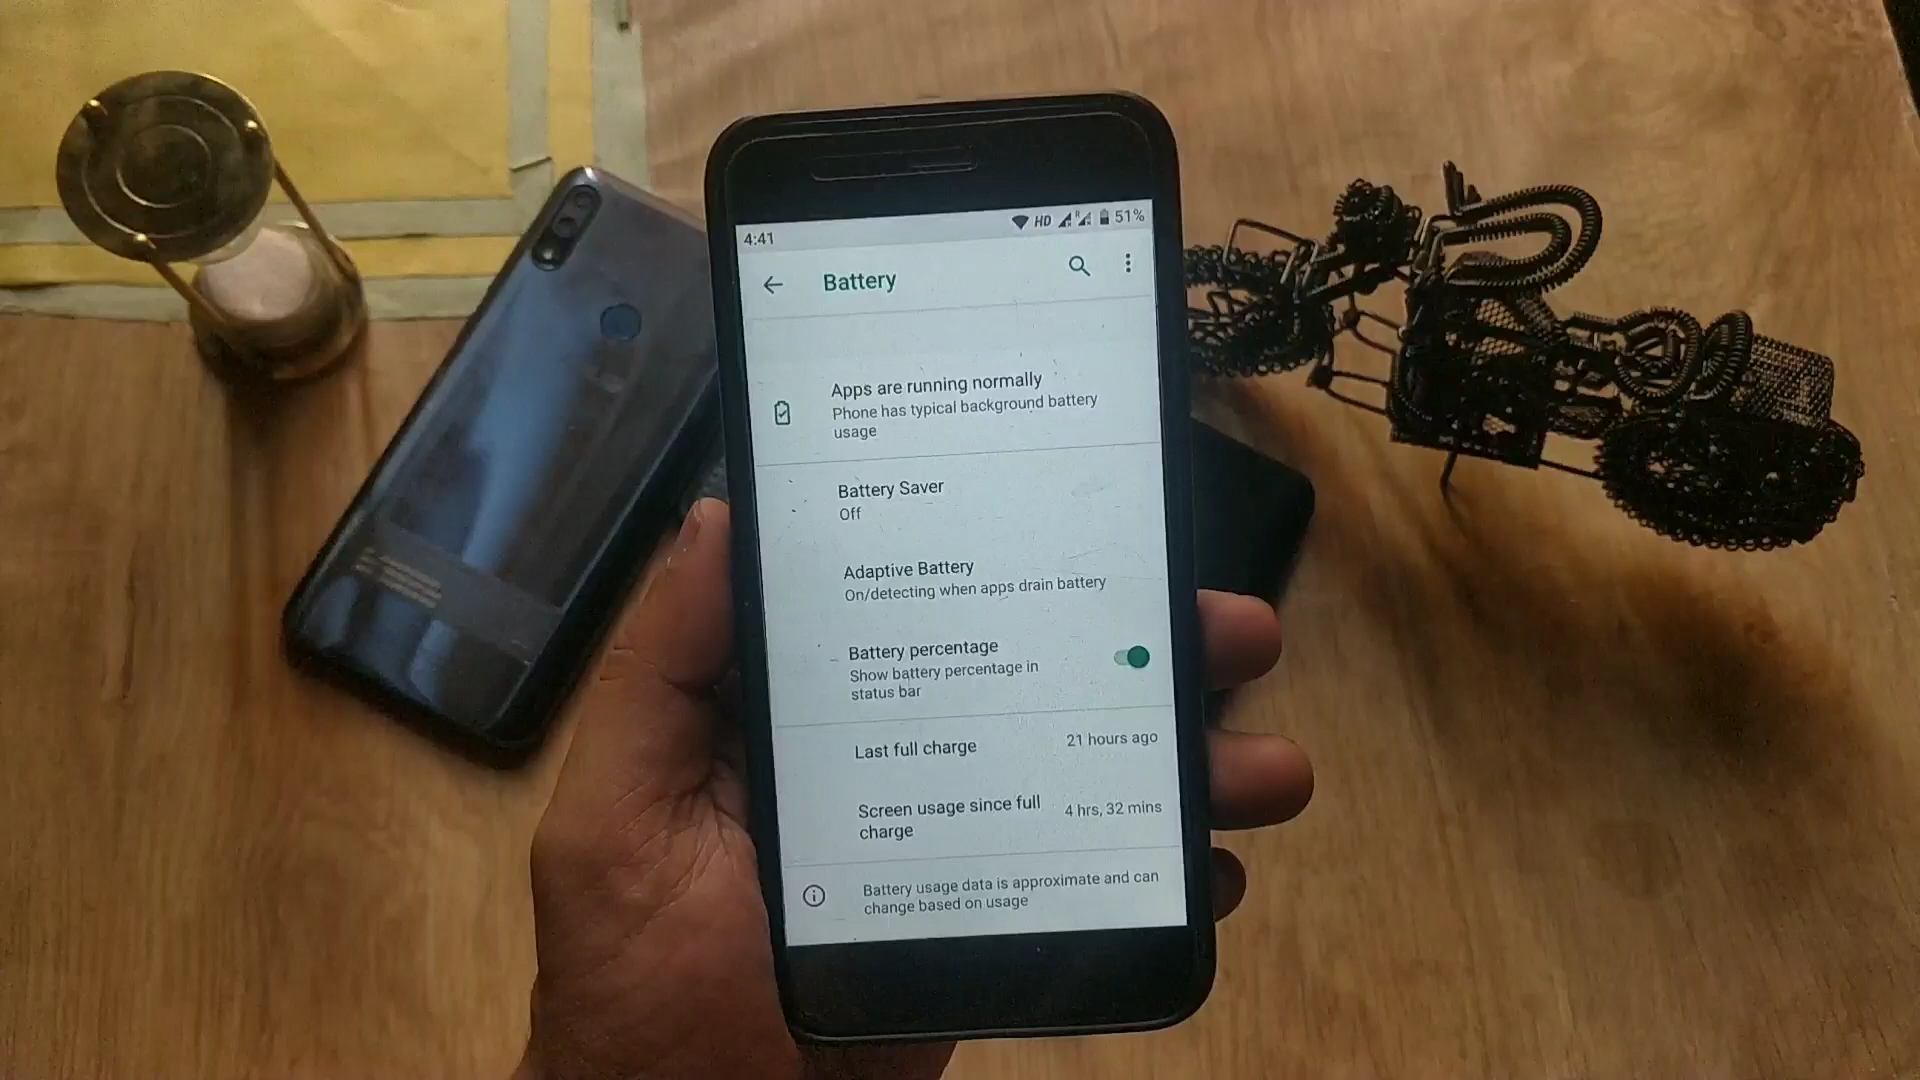 4:41
HD R 51%
Battery
Apps are running normally
Phone has typical background battery
usage
Battery Saver
Off
Adaptive Battery
On/detecting when apps drain battery
Battery percentage
Show battery percentage in
status bar
Last full charge
21 hours ago
Screen usage since full
charge
4 hrs, 32 mins
Battery usage data is approximate and can
change based on usage